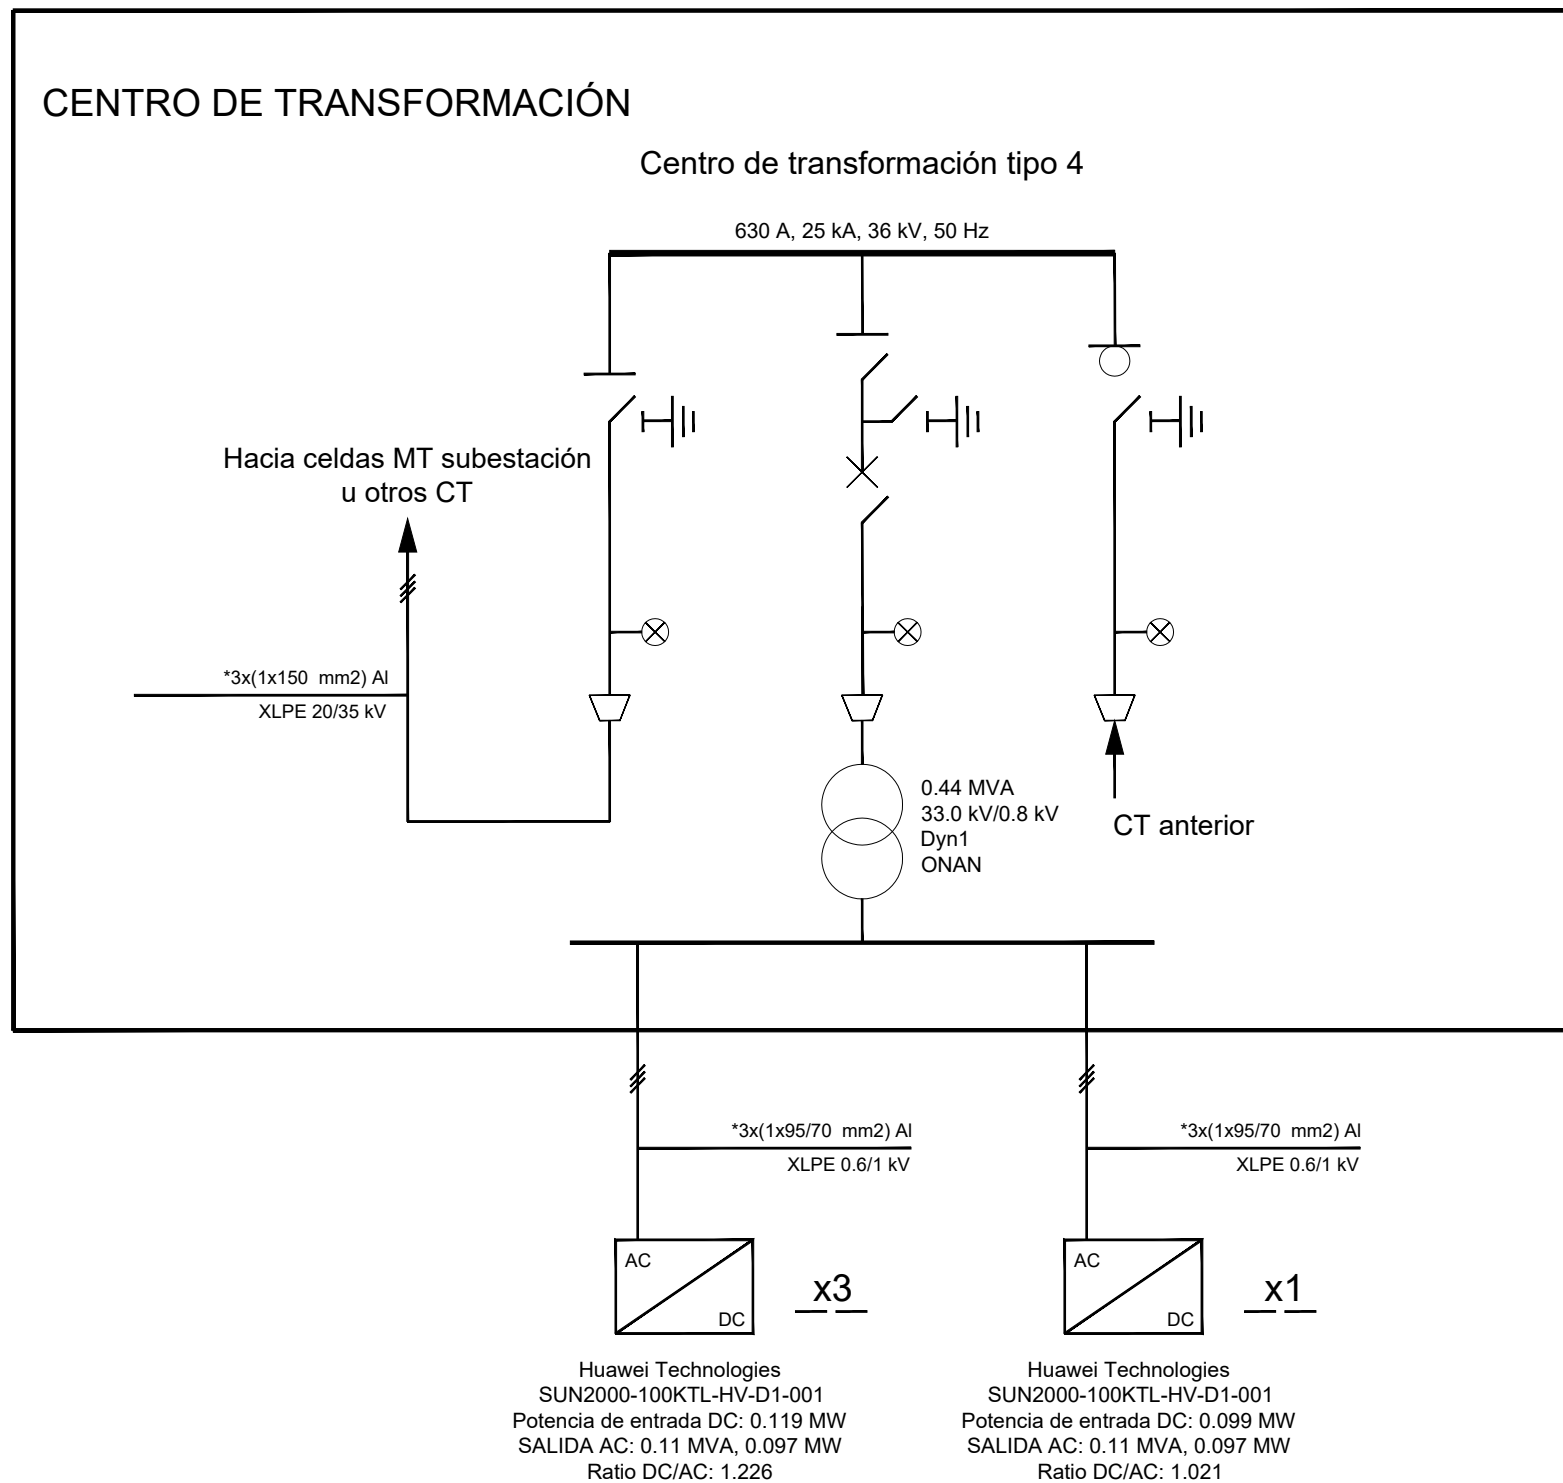 CENTRO DE TRANSFORMACIÓN
Centro de transformación tipo 4
630 A, 25 kA, 36 kV, 50 Hz
Hacia celdas MT subestación
u otros CT
*3x(1x150  mm2) Al
XLPE 20/35 kV
0.44 MVA
33.0 kV/0.8 kV
Dyn1
ONAN
CT anterior
*3x(1x95/70  mm2) Al
XLPE 0.6/1 kV
*3x(1x95/70  mm2) Al
XLPE 0.6/1 kV
AC
DC
x3
AC
DC
x1
Huawei Technologies
SUN2000-100KTL-HV-D1-001
Potencia de entrada DC: 0.119 MW
SALIDA AC: 0.11 MVA, 0.097 MW
Ratio DC/AC: 1.226
Huawei Technologies
SUN2000-100KTL-HV-D1-001
Potencia de entrada DC: 0.099 MW
SALIDA AC: 0.11 MVA, 0.097 MW
Ratio DC/AC: 1.021